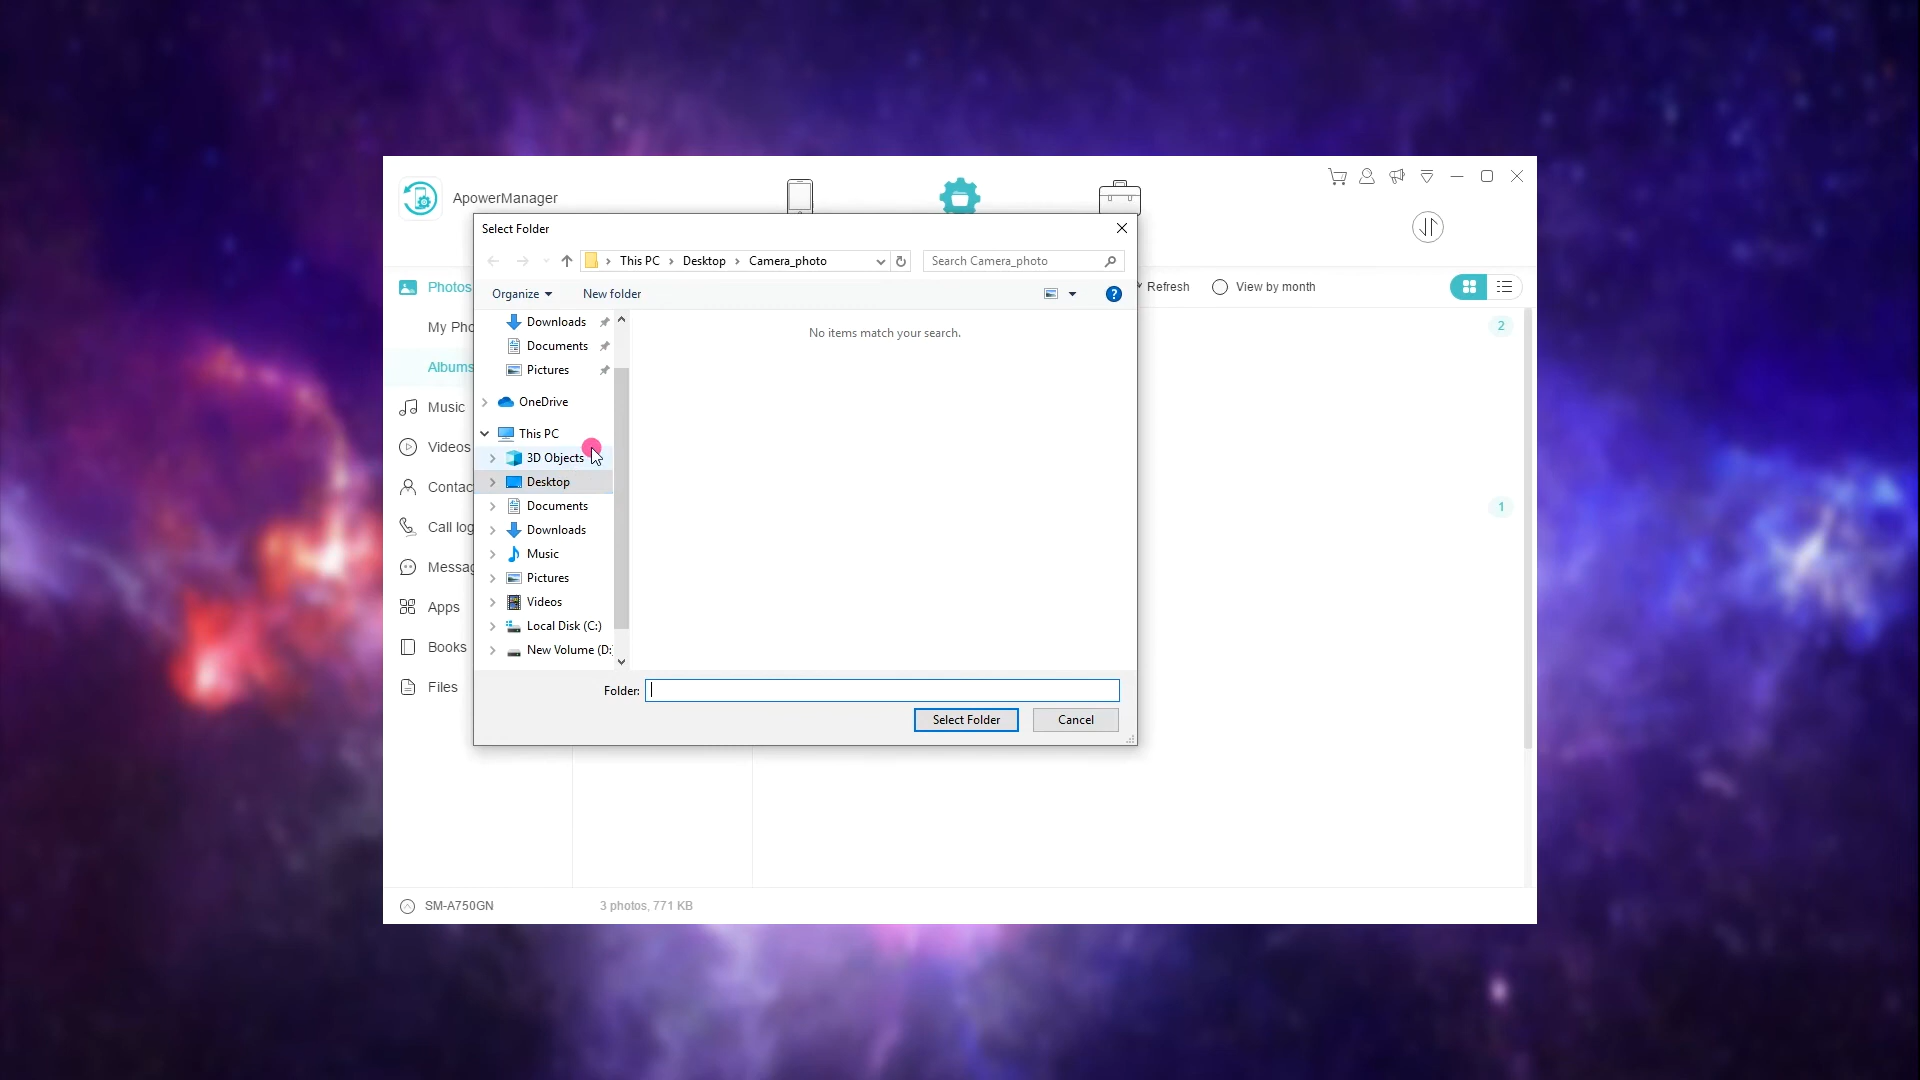 ApowerManager
Select Folder
This PC > Desktop > Camera_photo
Search Camera_photo
Organize
New folder
?
Refresh
View by month
Photos
My Pho
Albums
Music
Videos
Contac
Call log
Messag
Apps
Books
Files
Downloads
Documents
Pictures
OneDrive
This PC
3D Objects
Desktop
Documents
Downloads
Music
Pictures
Videos
Local Disk (C:)
New Volume (D:
No items match your search.
2
1
Folder:
Select Folder
Cancel
SM-A750GN
3 photos, 771 KB